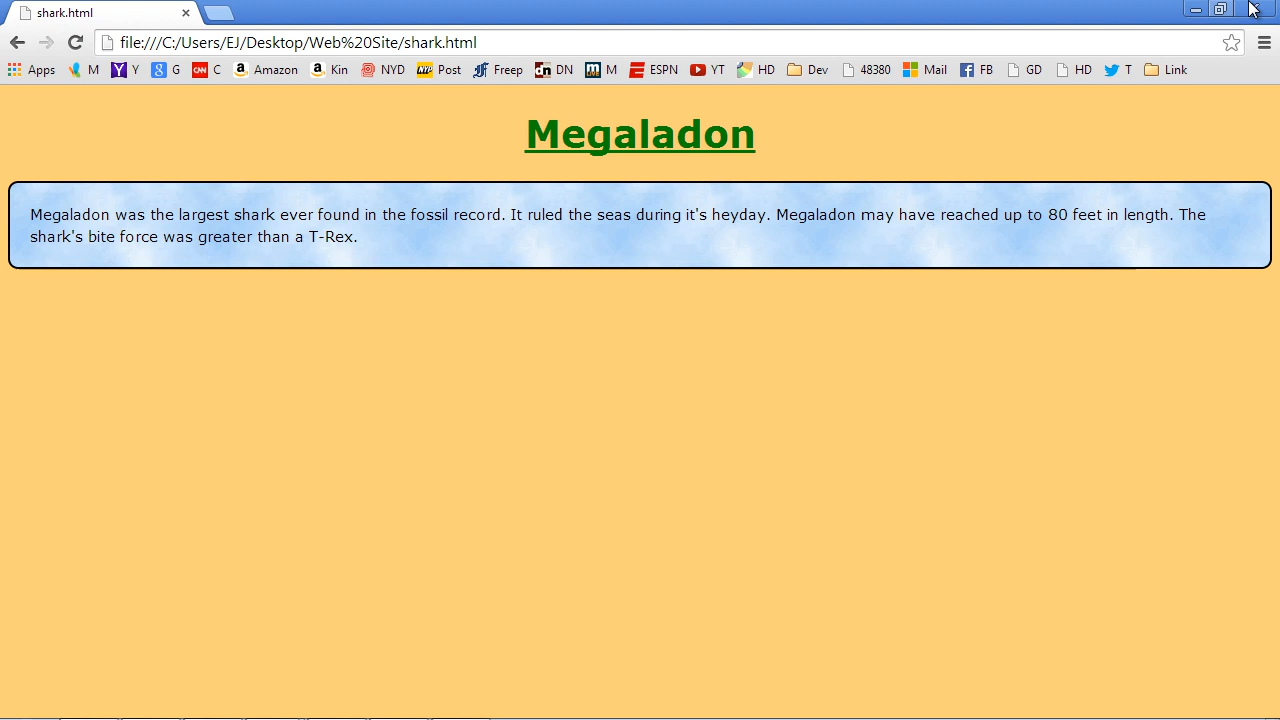 shark.html
file:///C:/Users/EJ/Desktop/Web%20Site/shark.html
Apps M Y G CNN C Amazon Kin NYD NYP Post Freep dn DN M ESPN YT HD Dev 48380 Mail FB GD HD T Link
Megaladon
Megaladon was the largest shark ever found in the fossil record. It ruled the seas during it's heyday. Megaladon may have reached up to 80 feet in length. The
shark's bite force was greater than a T-Rex.